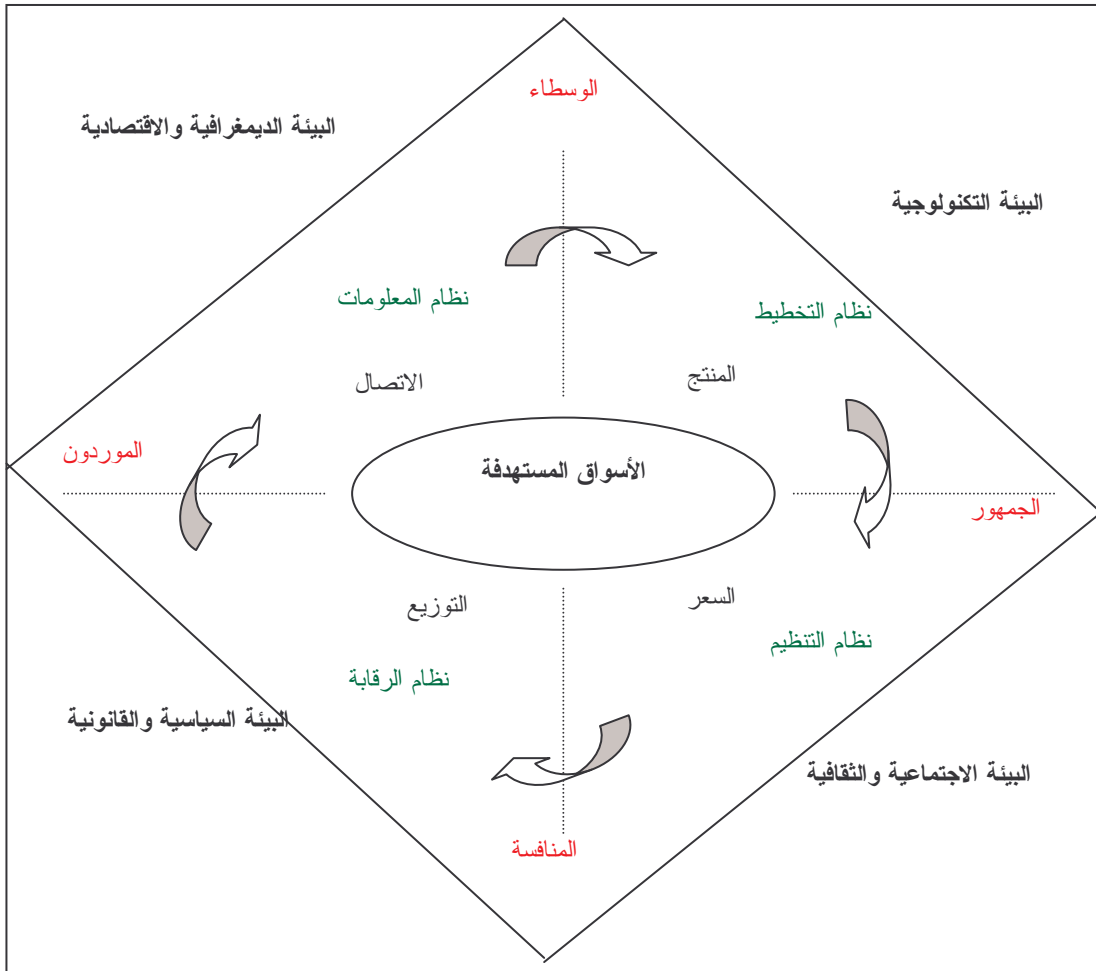 الوسطاء
البيئة الديمغرافية والاقتصادية
البيئة التكنولوجية
نظام المعلومات
نظام التخطيط
الاتصال
المنتج
الموردون
الأسواق المستهدفة
الجمهور
التوزيع
السعر
نظام التنظيم
نظام الرقابة
البيئة السياسية والقانونية
البيئة الاجتماعية والثقافية
المنافسة